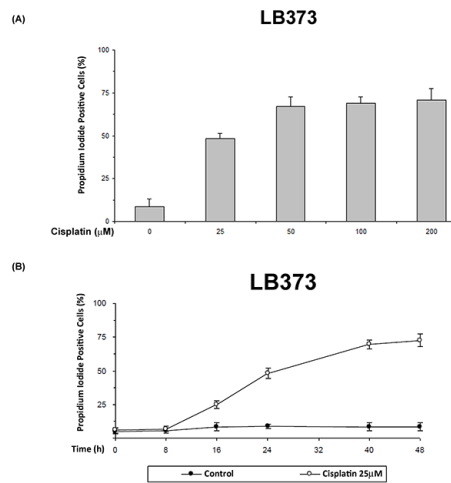 (A)
LB373
Propidium Iodide Positive Cells (%)
100
75
50
25
0
Cisplatin (µM)
0 25 50 100 200
(B)
LB373
Propidium Iodide Positive Cells (%)
100
75
50
25
Time (h)
0 8 16 24 32 40 48
Control Cisplatin 25µM